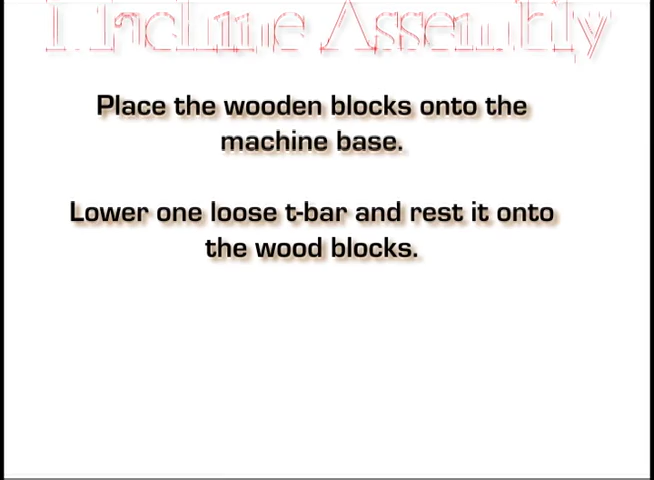 Assembly
Place the wooden blocks onto the
machine base.
Lower one loose t-bar and rest it onto
the wood blocks.